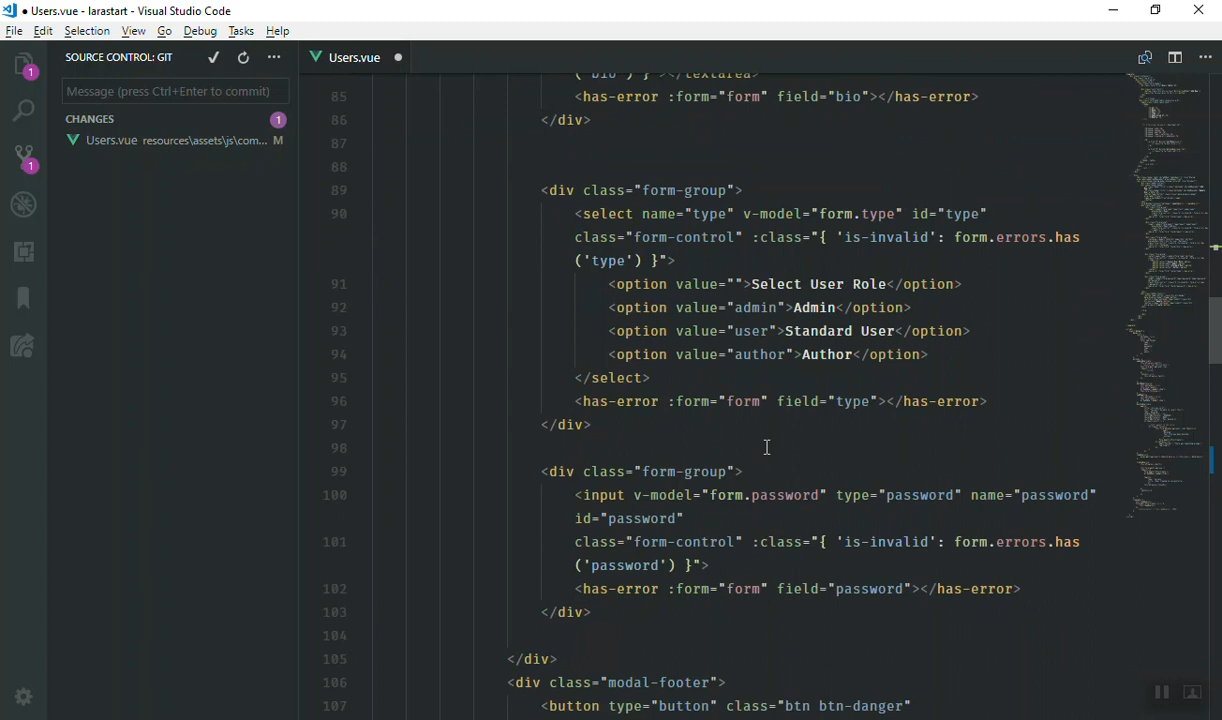 ● Users.vue - larastart - Visual Studio Code
File Edit Selection View Go Debug Tasks Help
SOURCE CONTROL: GIT
Users.vue
1
Message (press Ctrl+Enter to commit)
CHANGES 1
Users.vue resources\assets\js\com... M
1
('bio') }"></textarea>
85 <has-error :form="form" field="bio"></has-error>
86 </div>
87
88
89 <div class="form-group">
90 <select name="type" v-model="form.type" id="type"
class="form-control" :class="{ 'is-invalid': form.errors.has
('type') }">
91 <option value="">Select User Role</option>
92 <option value="admin">Admin</option>
93 <option value="user">Standard User</option>
94 <option value="author">Author</option>
95 </select>
96 <has-error :form="form" field="type"></has-error>
97 </div>
98
99 <div class="form-group">
100 <input v-model="form.password" type="password" name="password"
id="password"
101 class="form-control" :class="{ 'is-invalid': form.errors.has
('password') }">
102 <has-error :form="form" field="password"></has-error>
103 </div>
104
105 </div>
106 <div class="modal-footer">
107 <button type="button" class="btn btn-danger"